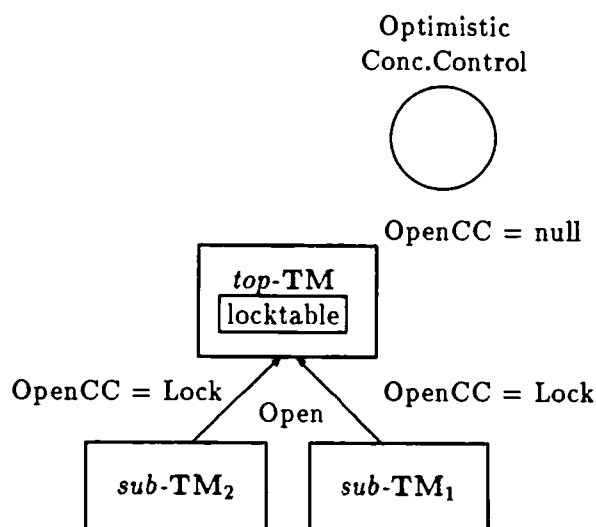 Optimistic
Conc.Control
OpenCC = null
top-TM
locktable
OpenCC = Lock
OpenCC = Lock
Open
sub-TM₂
sub-TM₁